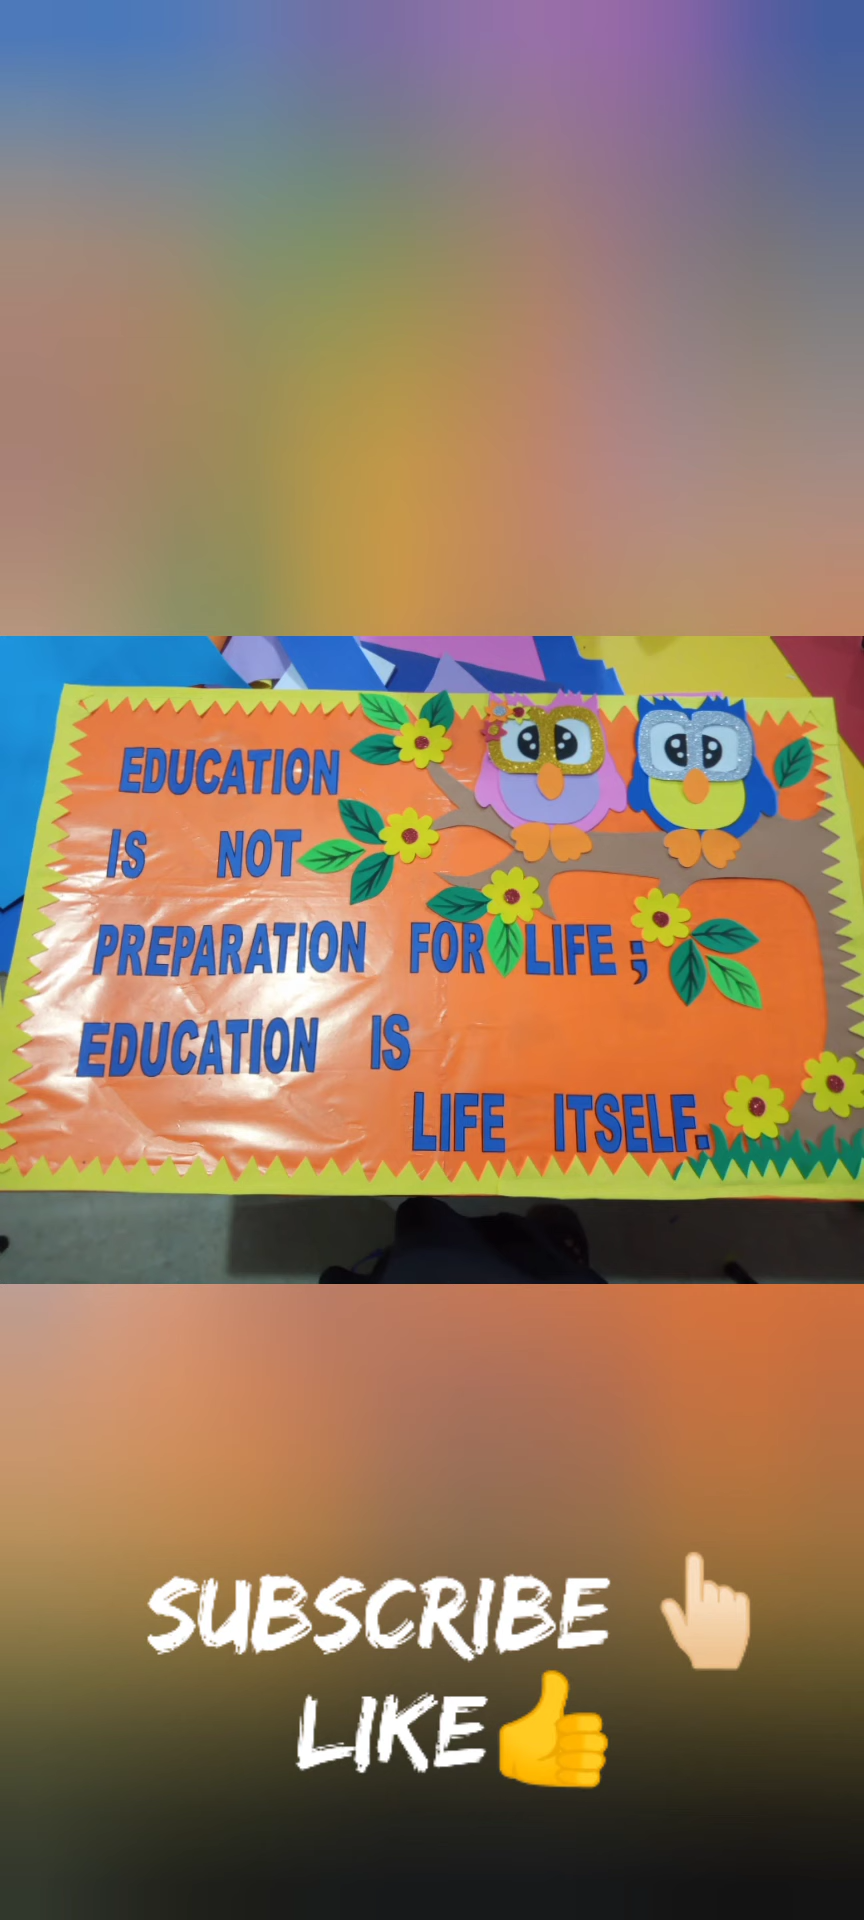 EDUCATION
IS NOT
PREPARATION FOR LIFE ;
EDUCATION IS
LIFE ITSELF.
SUBSCRIBE 👆🏻
LIKE👍